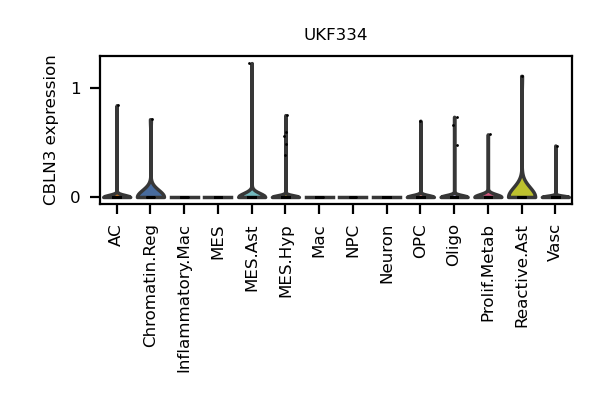 UKF334
CBLN3 expression
1
0
AC
Chromatin.Reg
Inflammatory.Mac
MES
MES.Ast
MES.Hyp
Mac
NPC
Neuron
OPC
Oligo
Prolif.Metab
Reactive.Ast
Vasc